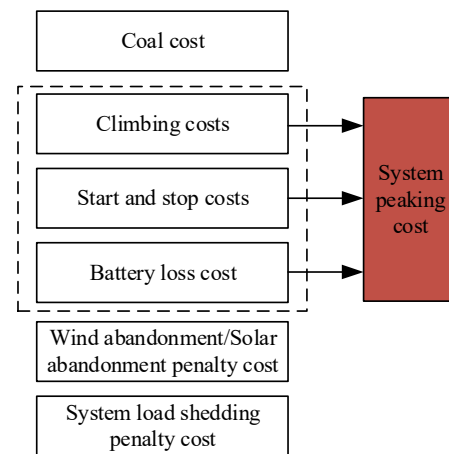 Coal cost
Climbing costs
Start and stop costs
Battery loss cost
System
peaking
cost
Wind abandonment/Solar
abandonment penalty cost
System load shedding
penalty cost